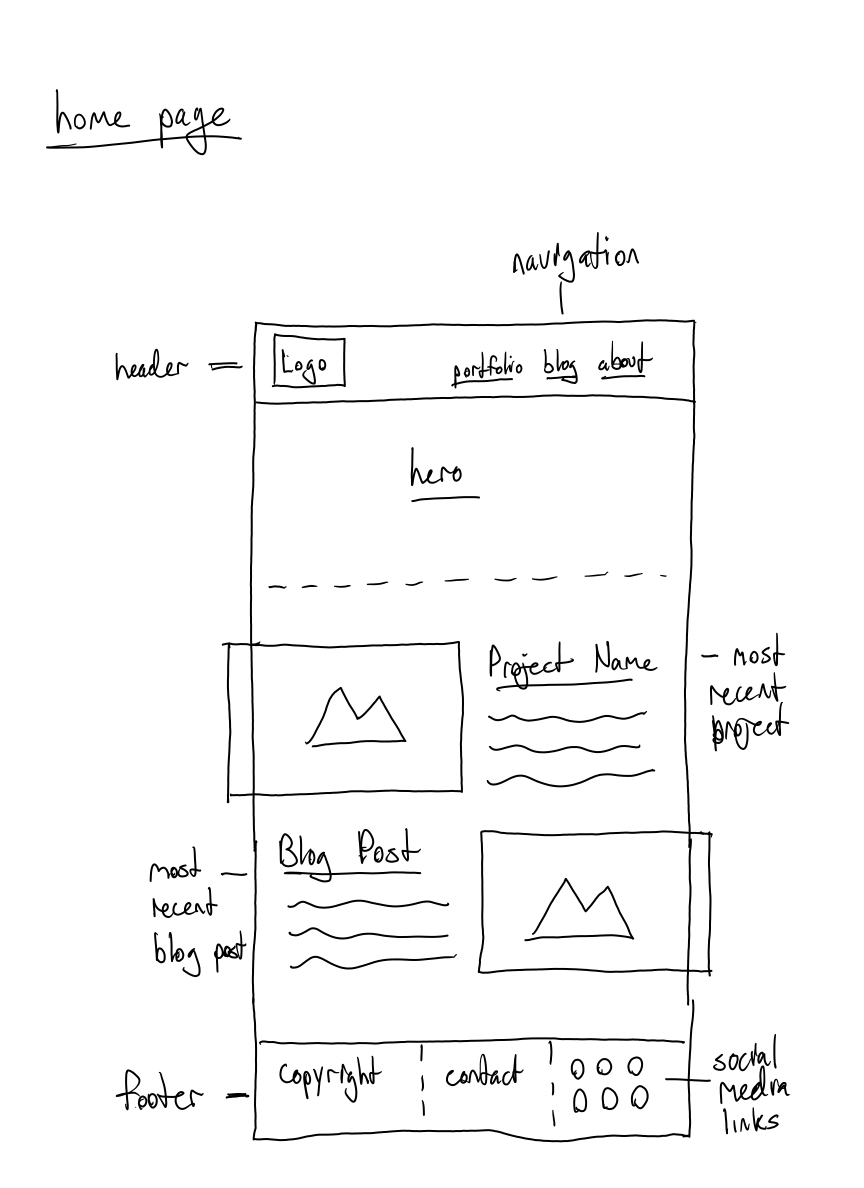 home page
navigation
header
Logo
portfolio blog about
hero
Project Name
most
recent
project
Blog Post
most
recent
blog post
copyright
contact
social
media
links
footer